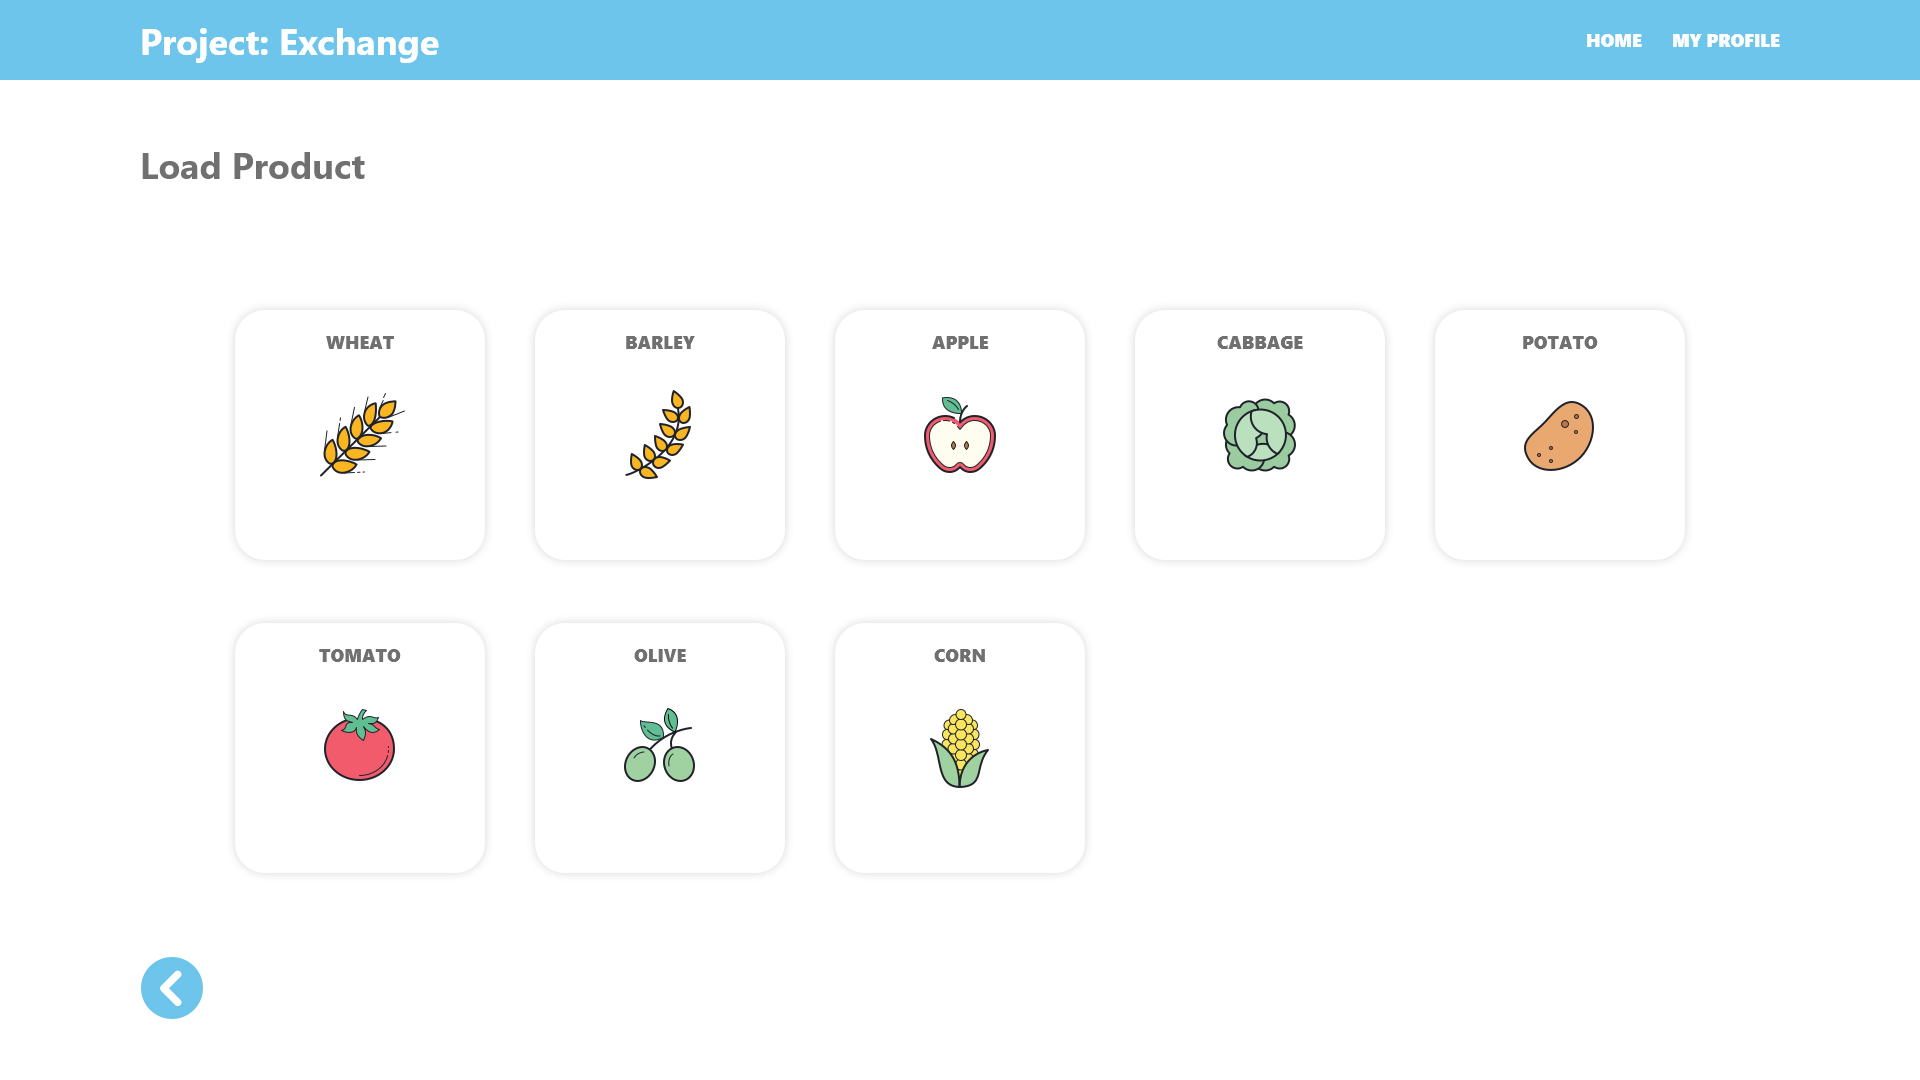 Project: Exchange
HOME MY PROFILE
Load Product
WHEAT
BARLEY
APPLE
CABBAGE
POTATO
TOMATO
OLIVE
CORN